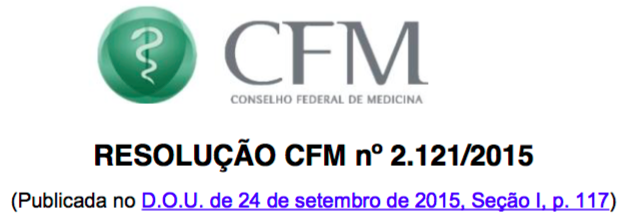 CFM
CONSELHO FEDERAL DE MEDICINA
RESOLUÇÃO CFM nº 2.121/2015
(Publicada no D.O.U. de 24 de setembro de 2015, Seção I, p. 117)